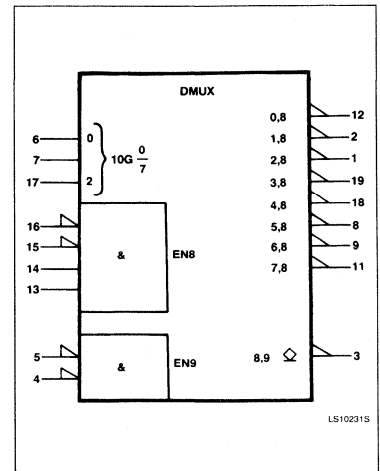 DMUX
0,8 12
6 0 1,8 2
7 10G 0/7 2,8 1
17 2 3,8 19
4,8 18
16 5,8 8
15 & EN8 6,8 9
14 7,8 11
13
5 8,9 3
4 & EN9
LS10231S